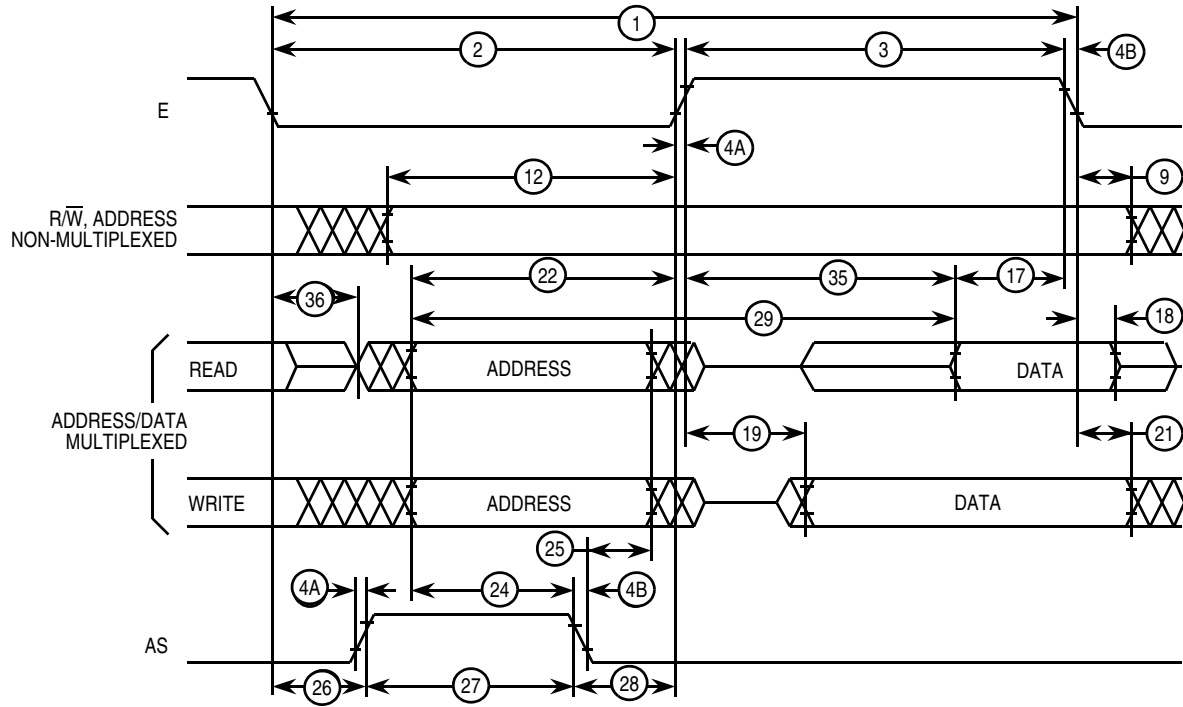 1
2
3
4B
E
4A
12
9
R/W̅, ADDRESS
NON-MULTIPLEXED
22
35
17
36
29
18
READ
ADDRESS
DATA
ADDRESS/DATA
MULTIPLEXED
19
21
WRITE
ADDRESS
DATA
25
4A
24
4B
AS
26
27
28